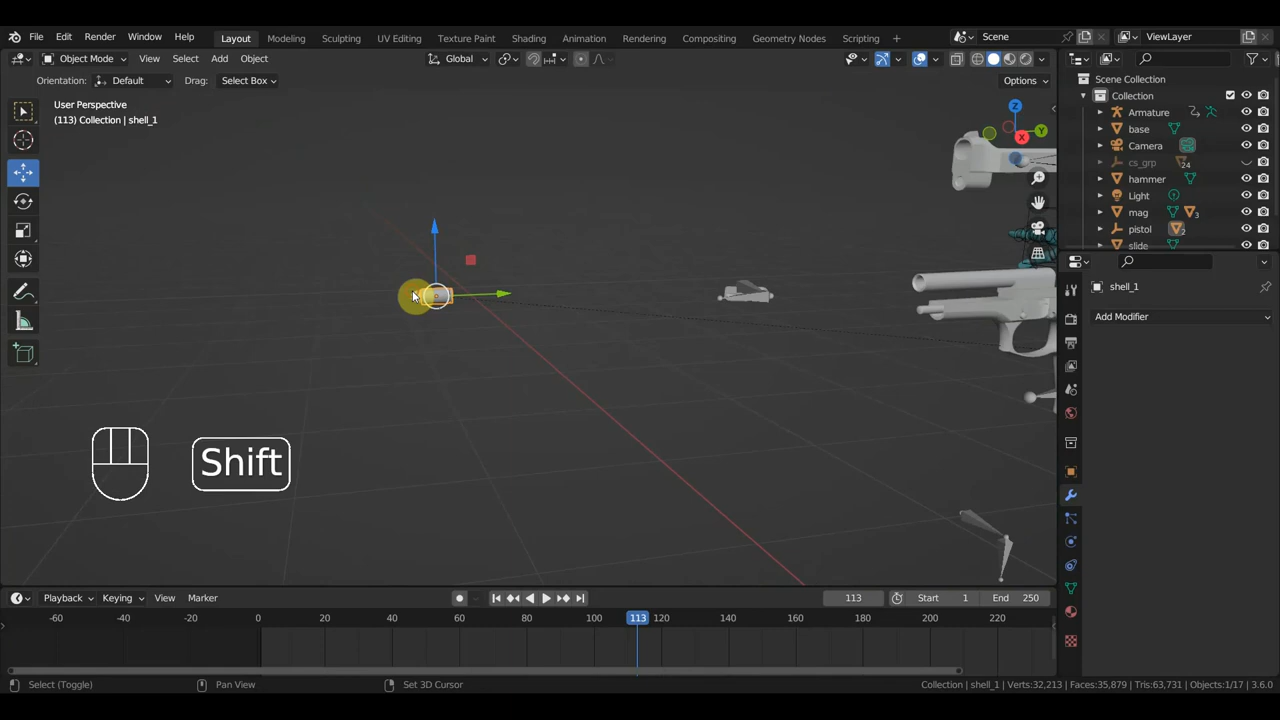 File Edit Render Window Help Layout Modeling Sculpting UV Editing Texture Paint Shading Animation Rendering Compositing Geometry Nodes Scripting + Scene ViewLayer
Object Mode View Select Add Object Global Options
Orientation: Default Drag: Select Box
User Perspective
(113) Collection | shell_1
Z
Y
X
Scene Collection
Collection
Armature
base
Camera
cs_grp 24
hammer
Light
mag 3
pistol 2
slide
shell_1
Add Modifier
Shift
Playback Keying View Marker 113 Start 1 End 250
-60 -40 -20 0 20 40 60 80 100 113 120 140 160 180 200 220
Select (Toggle) Pan View Set 3D Cursor Collection | shell_1 | Verts:32,213 | Faces:35,879 | Tris:63,731 | Objects:1/17 | 3.6.0